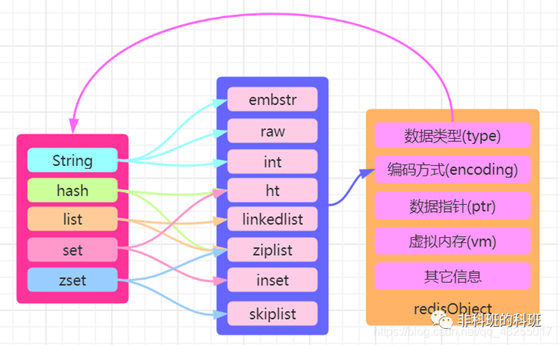 String
hash
list
set
zset
embstr
raw
int
ht
linkedlist
ziplist
inset
skiplist
数据类型(type)
编码方式(encoding)
数据指针(ptr)
虚拟内存(vm)
其它信息
redisObject
非科班的科班